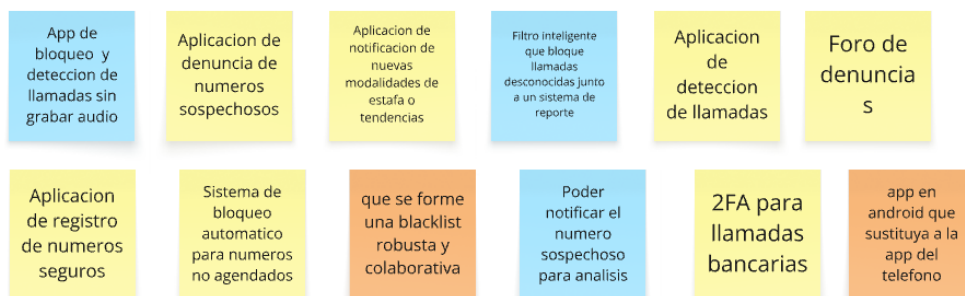 App de
bloqueo y
deteccion de
llamadas sin
grabar audio
Aplicacion de
denuncia de
numeros
sospechosos
Aplicacion de
notificacion de
nuevas
modalidades de
estafa o
tendencias
Filtro inteligente
que bloque
llamadas
desconocidas junto
a un sistema de
reporte
Aplicacion
de
deteccion
de llamadas
Foro de
denuncia
s
Aplicacion
de registro
de numeros
seguros
Sistema de
bloqueo
automatico
para numeros
no agendados
que se forme
una blacklist
robusta y
colaborativa
Poder
notificar el
numero
sospechoso
para analisis
2FA para
llamadas
bancarias
app en
android que
sustituya a la
app del
telefono